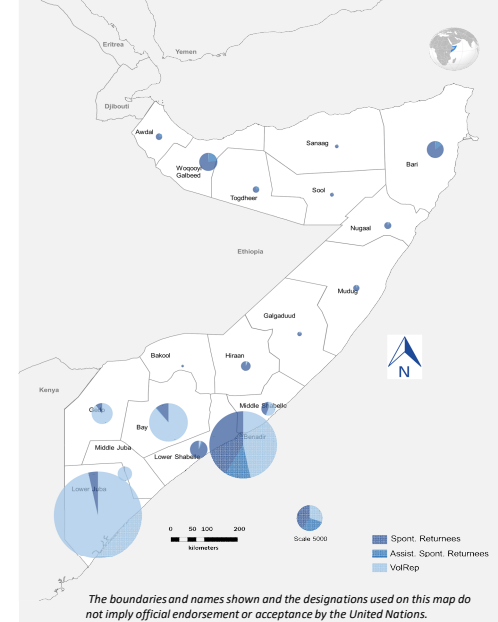 Eritrea
Yemen
Djibouti
Awdal
Sanaag
Bari
Woqooyi
Galbeed
Togdheer
Sool
Nugaal
Ethiopia
Mudug
Galgaduud
Bakool
Hiraan
Kenya
N
Gedo
Middle Shabelle
Bay
Banadir
Middle Juba
Lower Shabelle
Lower Juba
0 50 100 200
kilometers
Scale 5000
Spont. Returnees
Assist. Spont. Returnees
VolRep
The boundaries and names shown and the designations used on this map do
not imply official endorsement or acceptance by the United Nations.